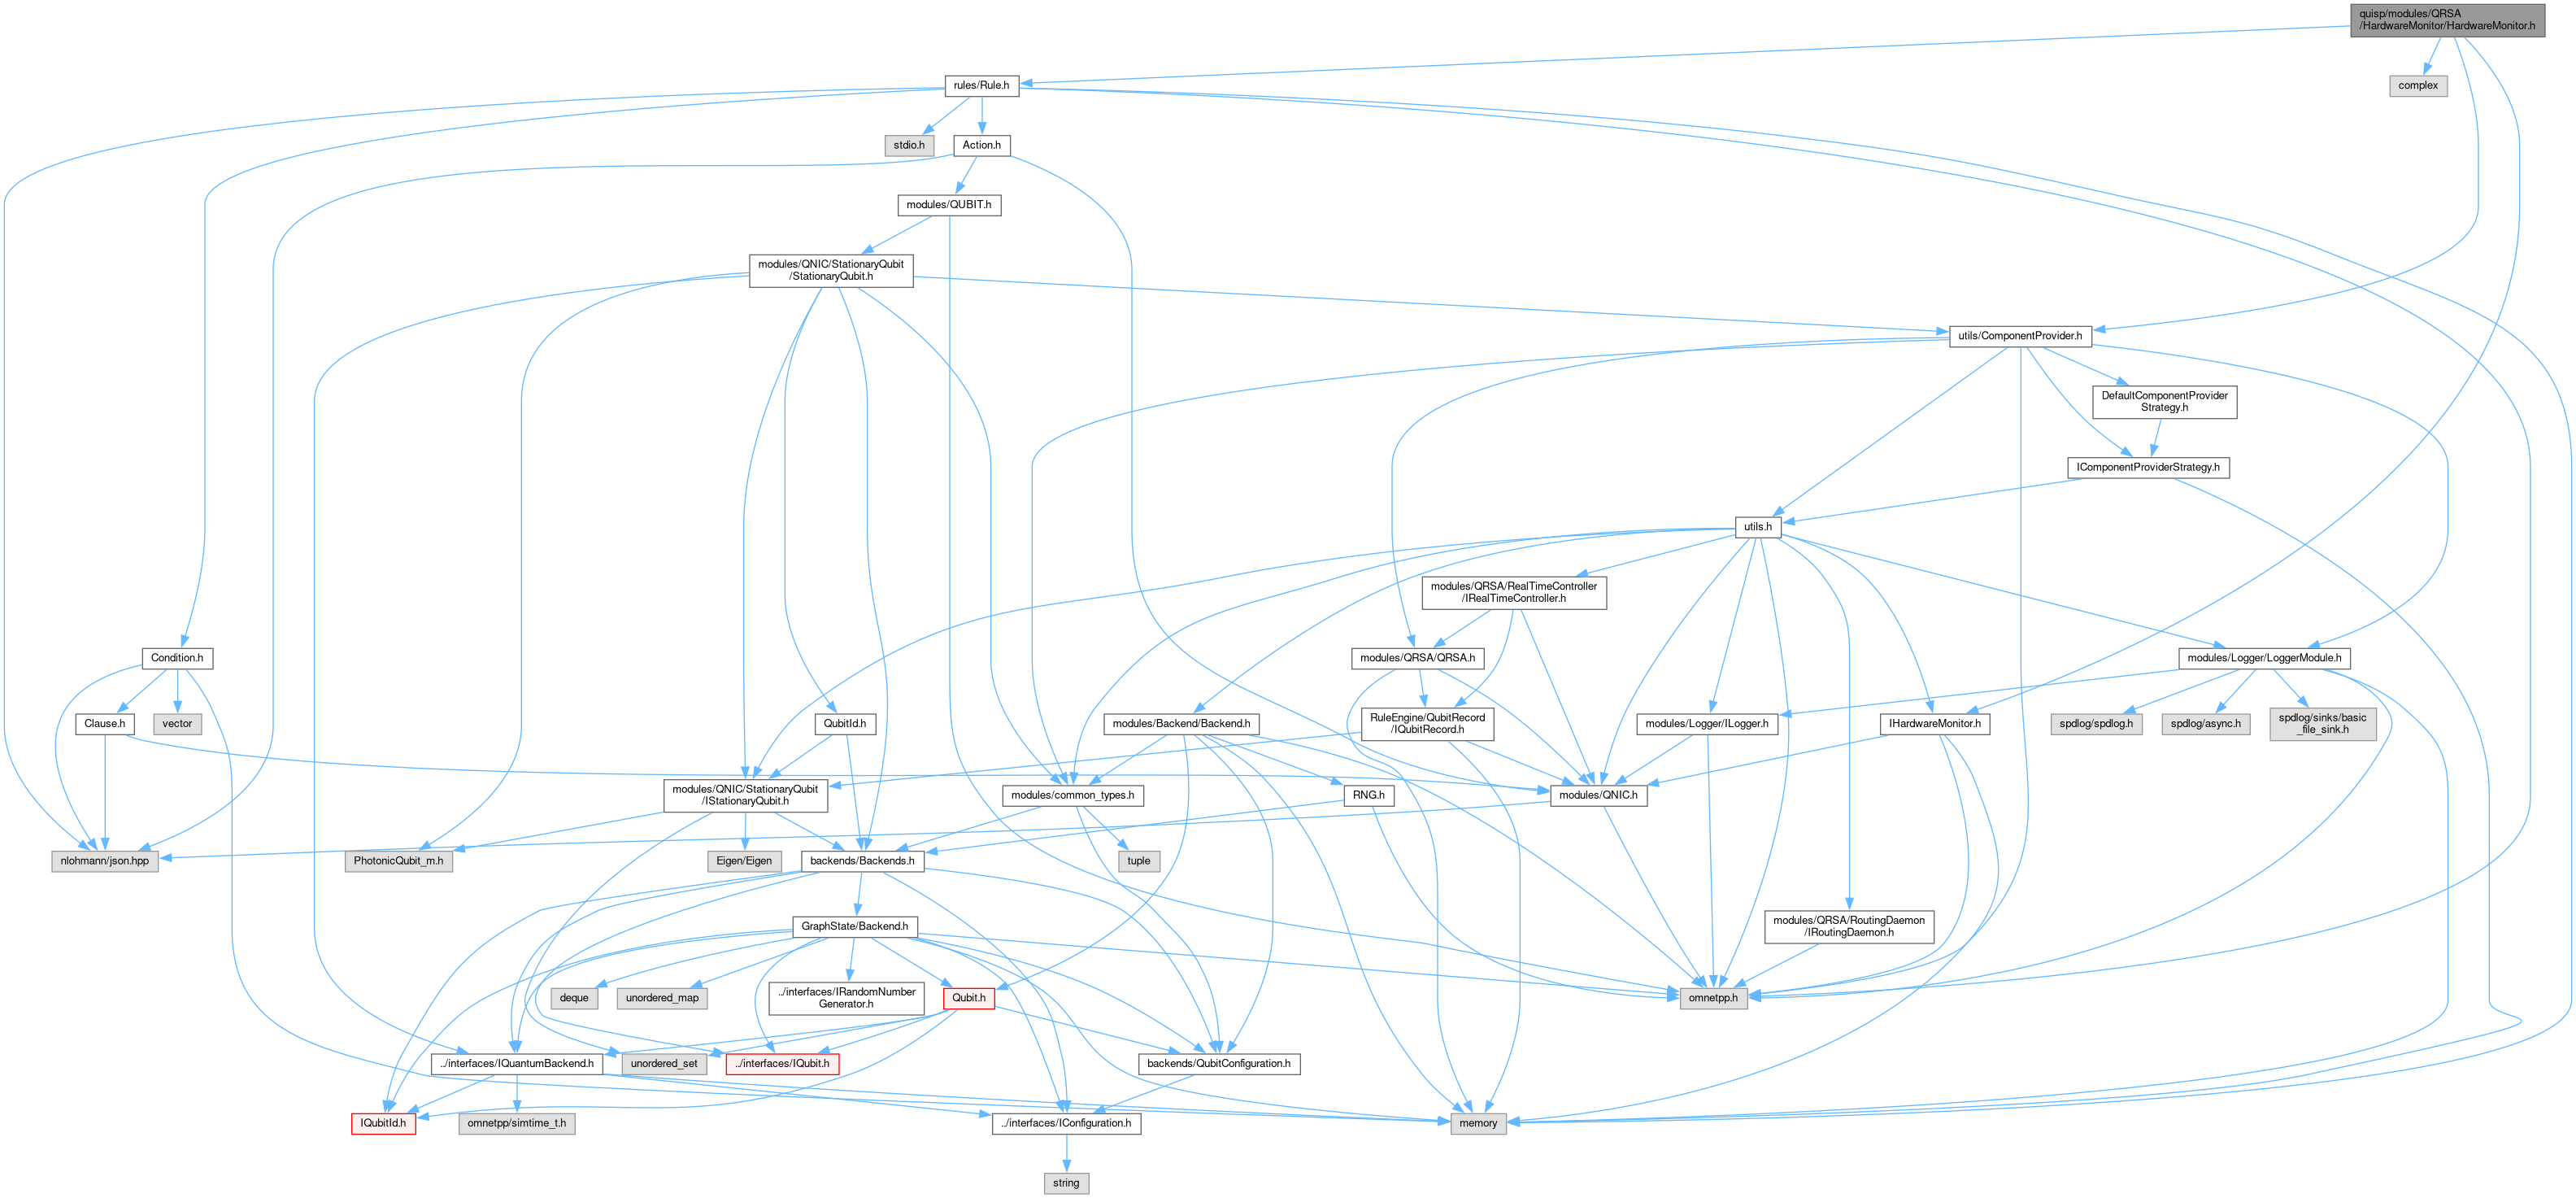 quisp/modules/QRSA
/HardwareMonitor/HardwareMonitor.h
rules/Rule.h
complex
stdio.h
Action.h
modules/QUBIT.h
modules/QNIC/StationaryQubit
/StationaryQubit.h
utils/ComponentProvider.h
DefaultComponentProvider
Strategy.h
IComponentProviderStrategy.h
utils.h
modules/QRSA/RealTimeController
/IRealTimeController.h
Condition.h
modules/QRSA/QRSA.h
modules/Logger/LoggerModule.h
Clause.h
vector
QubitId.h
modules/Backend/Backend.h
RuleEngine/QubitRecord
/IQubitRecord.h
modules/Logger/ILogger.h
IHardwareMonitor.h
spdlog/spdlog.h
spdlog/async.h
spdlog/sinks/basic
_file_sink.h
modules/QNIC/StationaryQubit
/IStationaryQubit.h
modules/common_types.h
RNG.h
modules/QNIC.h
nlohmann/json.hpp
PhotonicQubit_m.h
Eigen/Eigen
backends/Backends.h
tuple
GraphState/Backend.h
modules/QRSA/RoutingDaemon
/IRoutingDaemon.h
deque
unordered_map
../interfaces/IRandomNumber
Generator.h
Qubit.h
omnetpp.h
../interfaces/IQuantumBackend.h
unordered_set
../interfaces/IQubit.h
backends/QubitConfiguration.h
IQubitId.h
omnetpp/simtime_t.h
../interfaces/IConfiguration.h
memory
string